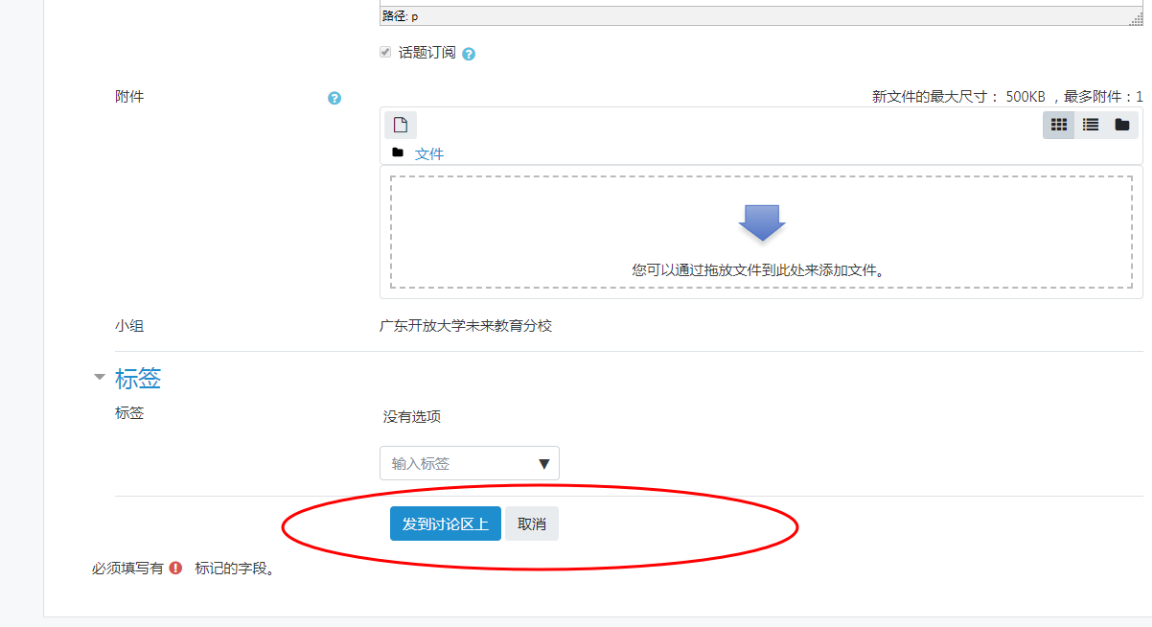 路径: p
话题订阅
附件
新文件的最大尺寸： 500KB ，最多附件：1
文件
您可以通过拖放文件到此处来添加文件。
小组 广东开放大学未来教育分校
标签
标签 没有选项
输入标签 ▼
发到讨论区上 取消
必须填写有 标记的字段。